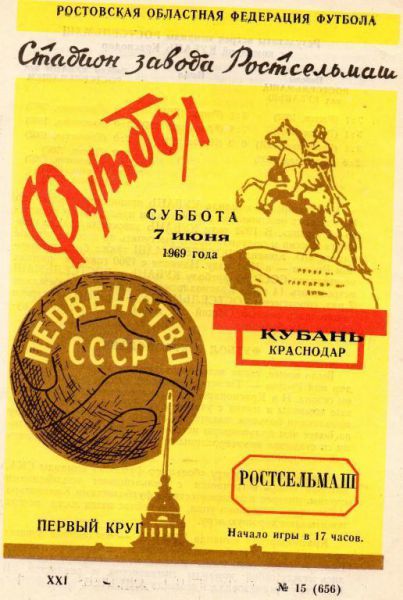 РОСТОВСКАЯ ОБЛАСТНАЯ ФЕДЕРАЦИЯ ФУТБОЛА
Стадион завода Ростсельмаш
Футбол
СУББОТА
7 июня
1969 года
ПЕРВЕНСТВО
СССР
КУБАНЬ
КРАСНОДАР
РОСТСЕЛЬМАШ
ПЕРВЫЙ КРУГ
Начало игры в 17 часов.
XXI
№ 15 (656)